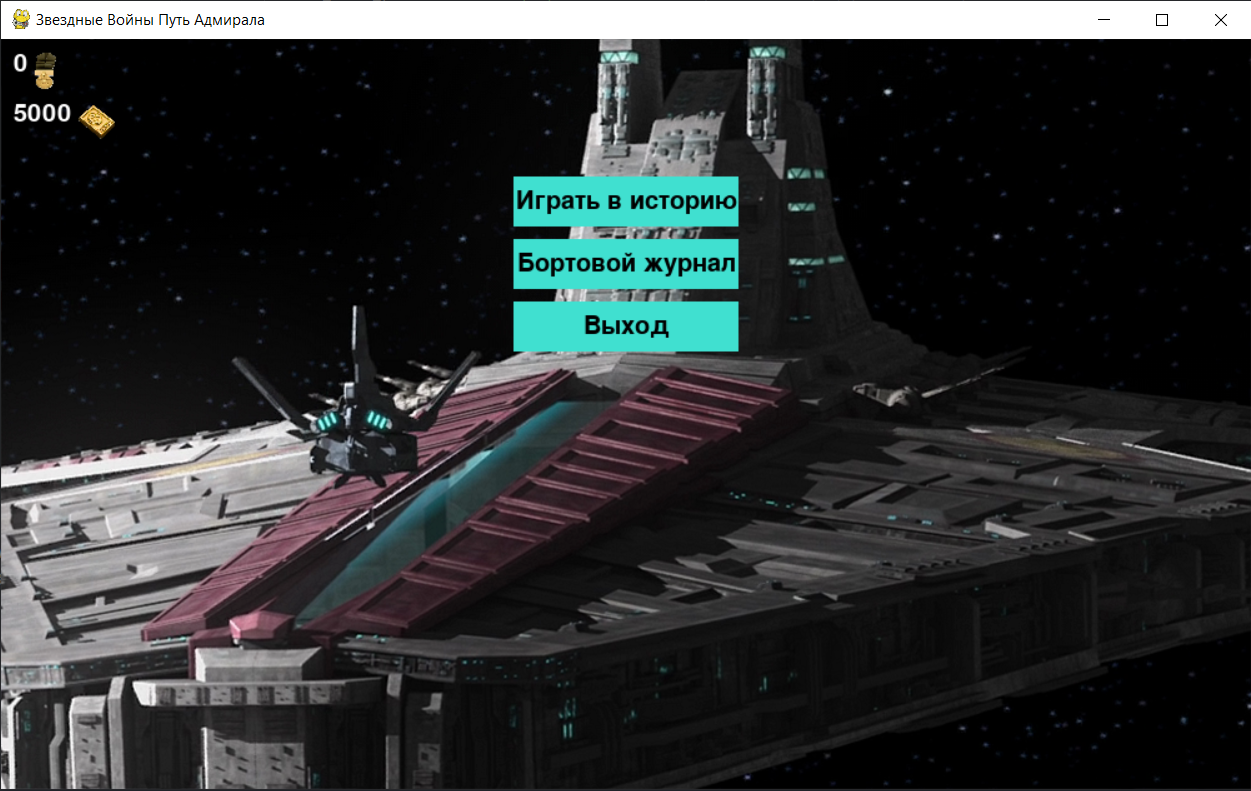 Звездные Войны Путь Адмирала
0
5000
Играть в историю
Бортовой журнал
Выход